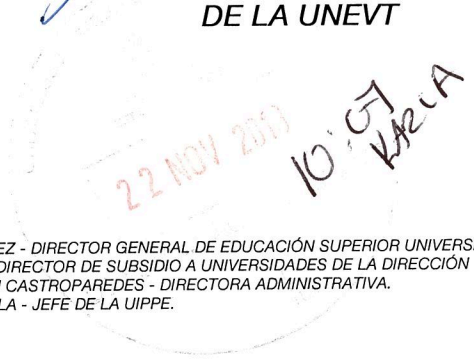 DE LA UNEVT
10:07
KARLA
22 NOV 2013
EZ - DIRECTOR GENERAL DE EDUCACIÓN SUPERIOR UNIVERS
DIRECTOR DE SUBSIDIO A UNIVERSIDADES DE LA DIRECCIÓN
CASTROPAREDES - DIRECTORA ADMINISTRATIVA.
LA - JEFE DE LA UIPPE.